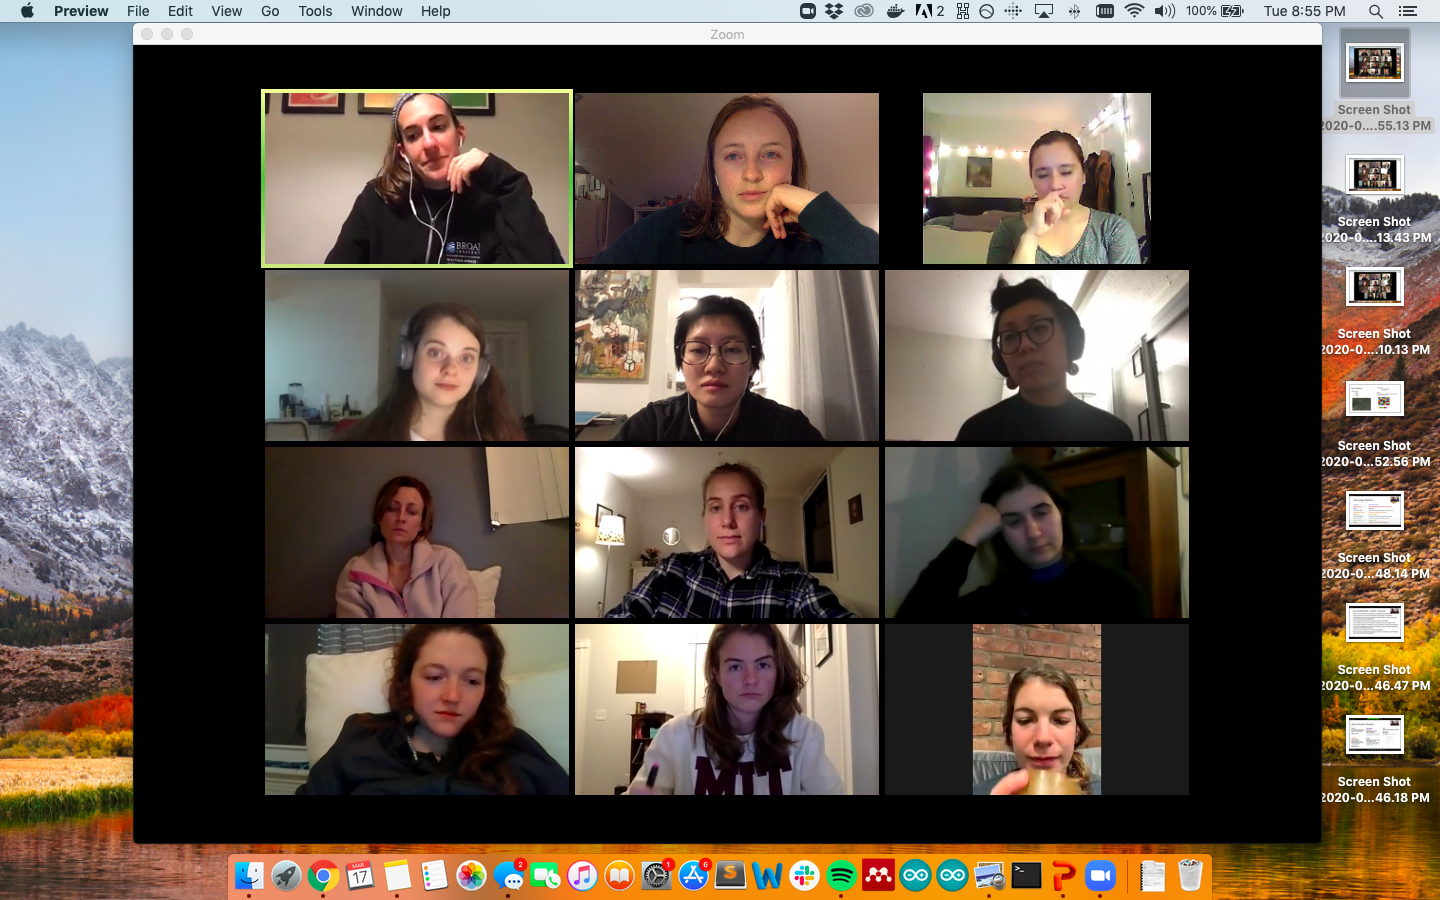 Preview File Edit View Go Tools Window Help
2 100% Tue 8:55 PM
Zoom
Screen Shot
2020-0....55.13 PM
Screen Shot
2020-0....13.43 PM
Screen Shot
2020-0....10.13 PM
Screen Shot
2020-0...52.56 PM
Screen Shot
2020-0...48.14 PM
Screen Shot
2020-0...46.47 PM
Screen Shot
2020-0...46.18 PM
BROAD
MIT
MAR
17
2
1
6